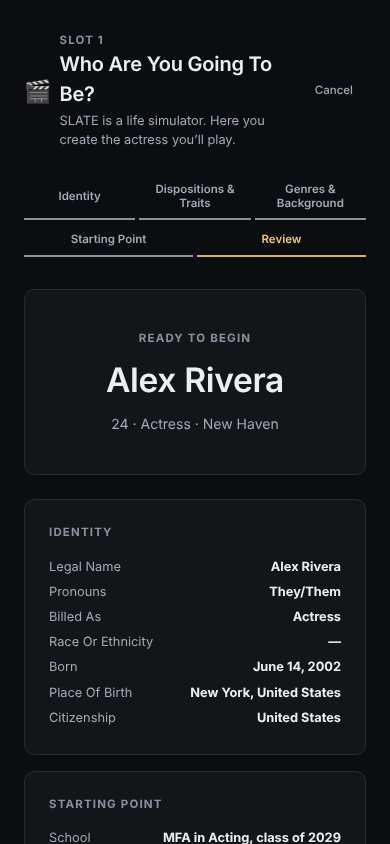 SLOT 1
Who Are You Going To
Be?
Cancel
SLATE is a life simulator. Here you
create the actress you’ll play.
Identity
Dispositions &
Traits
Genres &
Background
Starting Point
Review
READY TO BEGIN
Alex Rivera
24 · Actress · New Haven
IDENTITY
Legal Name Alex Rivera
Pronouns They/Them
Billed As Actress
Race Or Ethnicity —
Born June 14, 2002
Place Of Birth New York, United States
Citizenship United States
STARTING POINT
School MFA in Acting, class of 2029